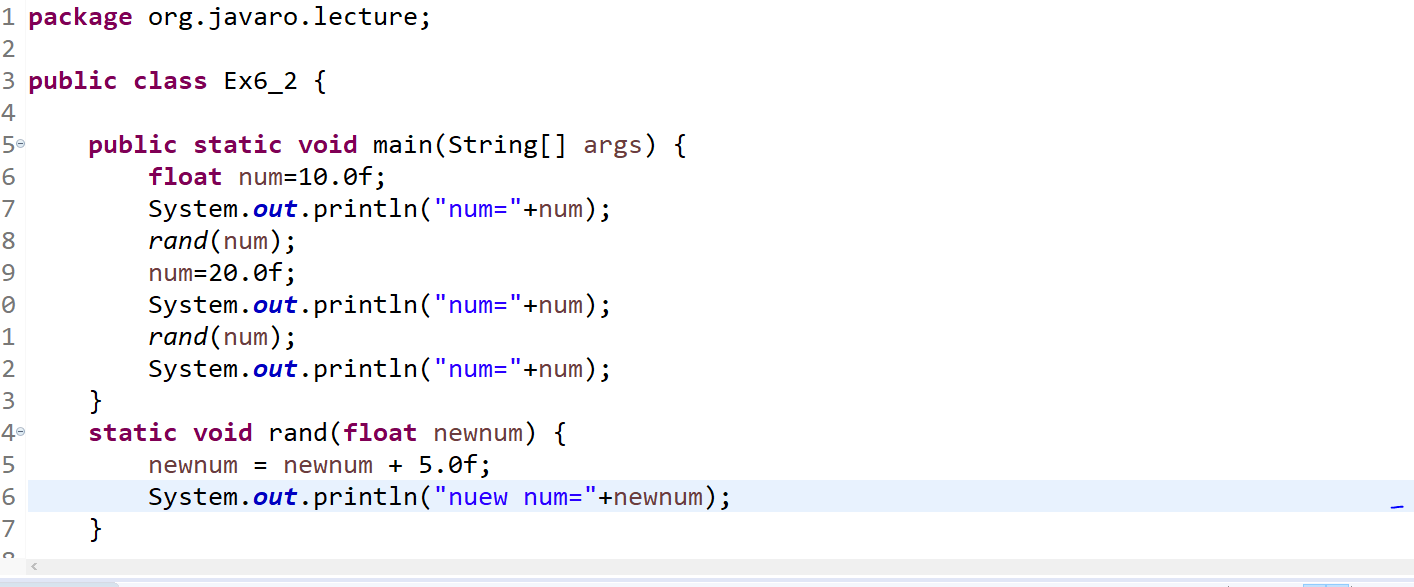 1 package org.javaro.lecture;
2
3 public class Ex6_2 {
4
5 public static void main(String[] args) {
6 float num=10.0f;
7 System.out.println("num="+num);
8 rand(num);
9 num=20.0f;
0 System.out.println("num="+num);
1 rand(num);
2 System.out.println("num="+num);
3 }
4 static void rand(float newnum) {
5 newnum = newnum + 5.0f;
6 System.out.println("nuew num="+newnum);
7 }